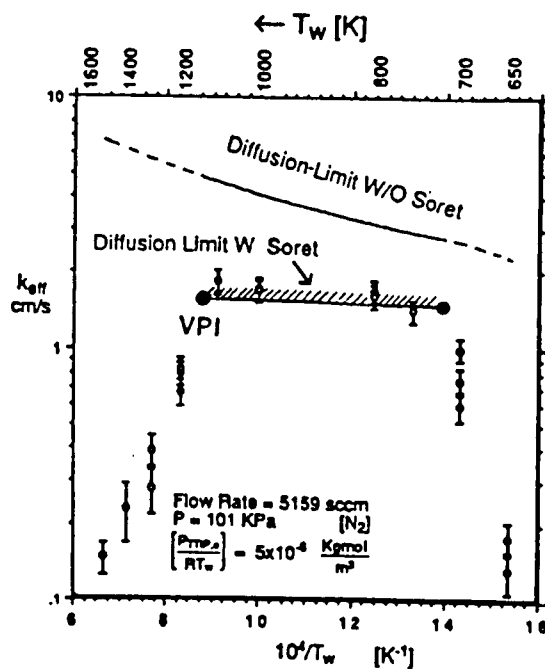 ← T_W [K]
1600 1400 1200 1000 800 700 650
10
Diffusion-Limit W/O Soret
Diffusion Limit W Soret
k_eff
cm/s
VPI
1
Flow Rate = 5159 sccm
P = 101 KPa [N₂]
= 5x10⁻⁶ Kgmol
RT_w m³
.1
6 8 10 12 14
10⁴/T_W [K⁻¹]